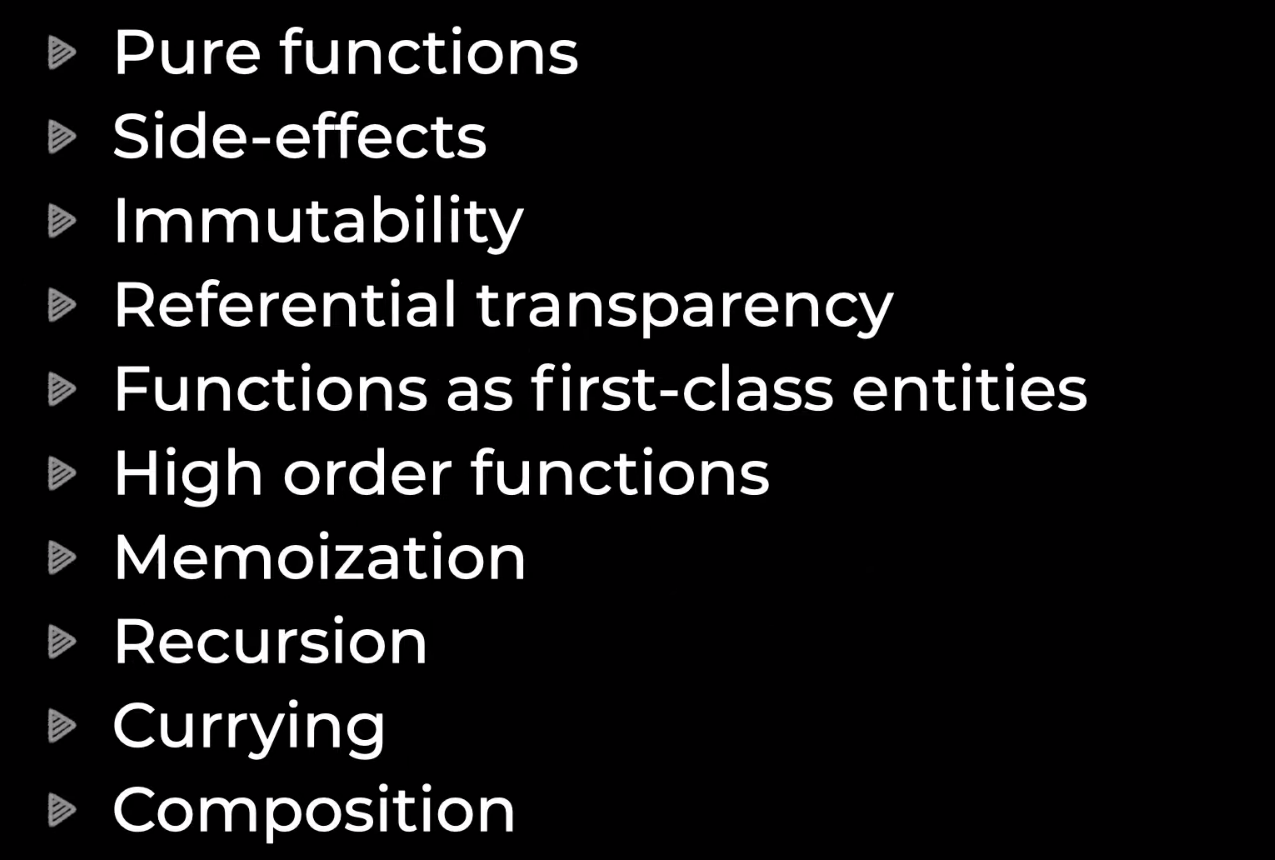 Pure functions
Side-effects
Immutability
Referential transparency
Functions as first-class entities
High order functions
Memoization
Recursion
Currying
Composition